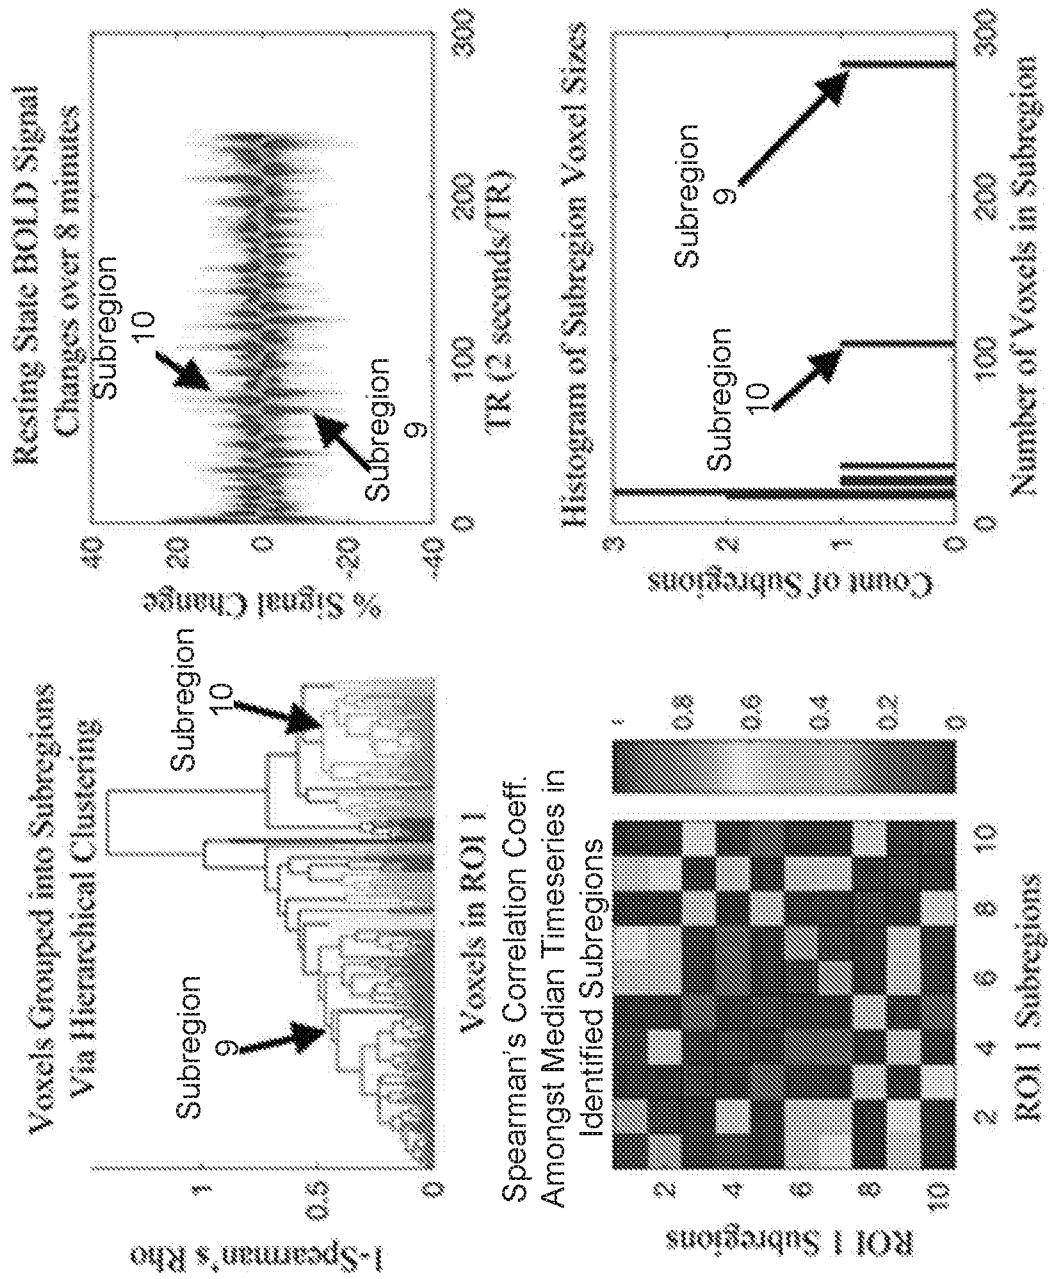 Voxels Grouped into Subregions
Via Hierarchical Clustering
1-Spearman's Rho
1
0.5
0
Subregion
9
Subregion
10
Voxels in ROI 1
Resting State BOLD Signal
Changes over 8 minutes
% Signal Change
40
20
0
-20
-40
Subregion
10
Subregion
9
0
100
200
300
TR (2 seconds/TR)
Spearman's Correlation Coeff.
Amongst Median Timeseries in
Identified Subregions
ROI 1 Subregions
2
4
6
8
10
2
4
6
8
10
ROI 1 Subregions
1
0.8
0.6
0.4
0.2
0
Histogram of Subregion Voxel Sizes
Count of Subregions
3
2
1
0
Subregion
10
Subregion
9
0
100
200
300
Number of Voxels in Subregion